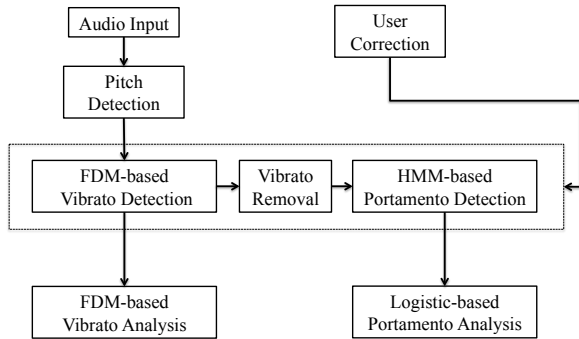 Audio Input
User
Correction
Pitch
Detection
FDM-based
Vibrato Detection
Vibrato
Removal
HMM-based
Portamento Detection
FDM-based
Vibrato Analysis
Logistic-based
Portamento Analysis